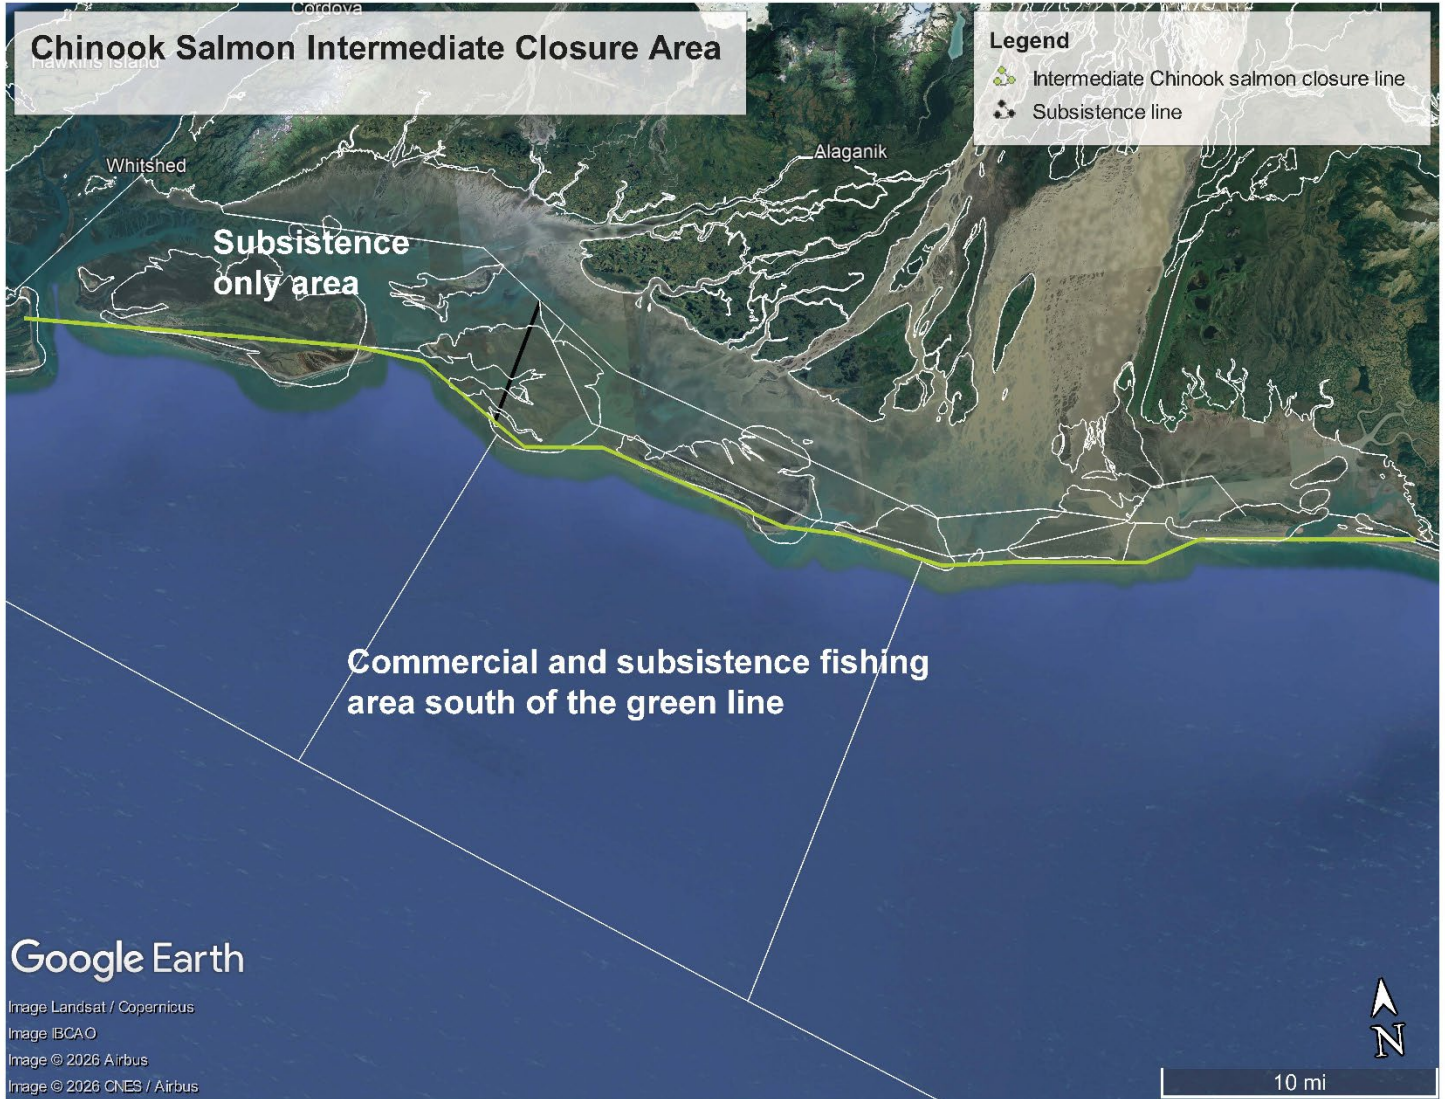 Cordova
Chinook Salmon Intermediate Closure Area
Hawkins Island
Legend
Intermediate Chinook salmon closure line
Subsistence line
Whitshed
Alaganik
Subsistence
only area
Commercial and subsistence fishing
area south of the green line
Google Earth
Image Landsat / Copernicus
Image IBCAO
Image © 2026 Airbus
Image © 2026 CNES / Airbus
N
10 mi